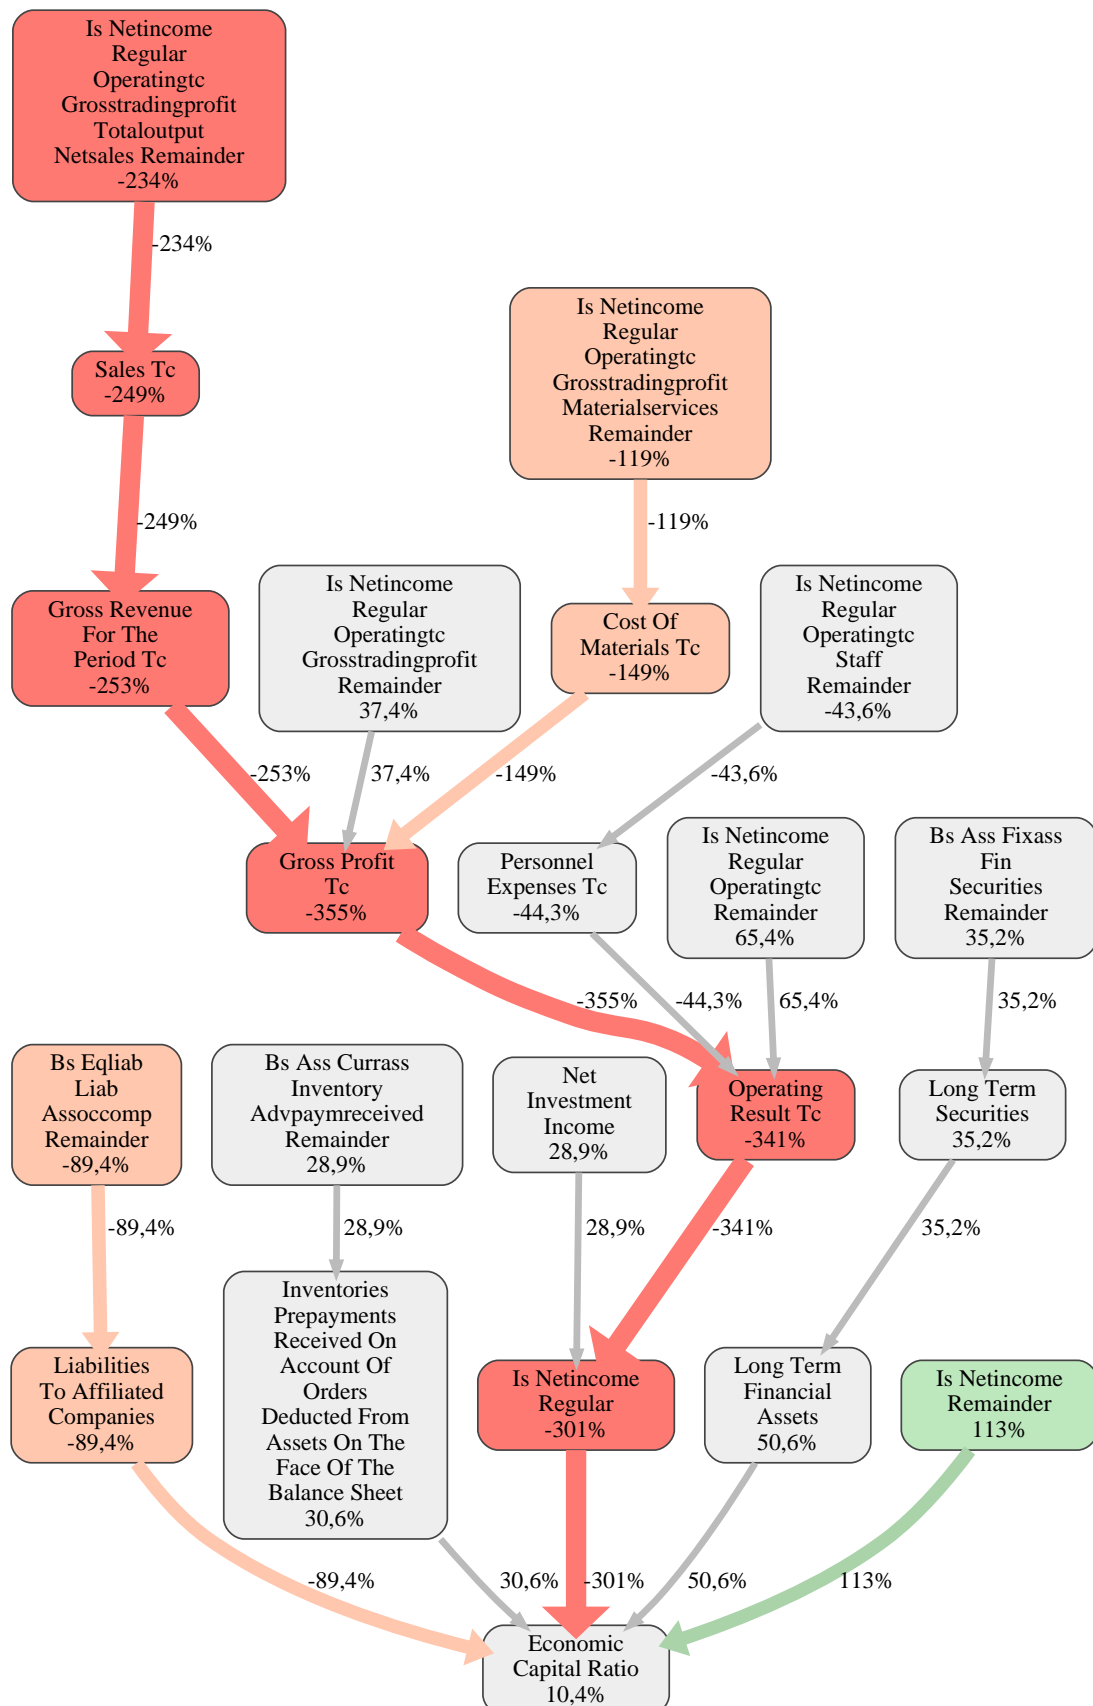 Is Netincome
Regular
Operatingtc
Grosstradingprofit
Totaloutput
Netsales Remainder
-234%
-234%
Sales Tc
-249%
Is Netincome
Regular
Operatingtc
Grosstradingprofit
Materialservices
Remainder
-119%
-249%
-119%
Gross Revenue
For The
Period Tc
-253%
Is Netincome
Regular
Operatingtc
Grosstradingprofit
Remainder
37,4%
Cost Of
Materials Tc
-149%
Is Netincome
Regular
Operatingtc
Staff
Remainder
-43,6%
-253%
37,4%
-149%
-43,6%
Gross Profit
Tc
-355%
Personnel
Expenses Tc
-44,3%
Is Netincome
Regular
Operatingtc
Remainder
65,4%
Bs Ass Fixass
Fin
Securities
Remainder
35,2%
-355%
-44,3%
65,4%
35,2%
Bs Eqliab
Liab
Assoccomp
Remainder
-89,4%
Bs Ass Currass
Inventory
Advpaymreceived
Remainder
28,9%
Net
Investment
Income
28,9%
Operating
Result Tc
-341%
Long Term
Securities
35,2%
-89,4%
28,9%
28,9%
-341%
35,2%
Liabilities
To Affiliated
Companies
-89,4%
Inventories
Prepayments
Received On
Account Of
Orders
Deducted From
Assets On The
Face Of The
Balance Sheet
30,6%
Is Netincome
Regular
-301%
Long Term
Financial
Assets
50,6%
Is Netincome
Remainder
113%
-89,4%
30,6%
-301%
50,6%
113%
Economic
Capital Ratio
10,4%